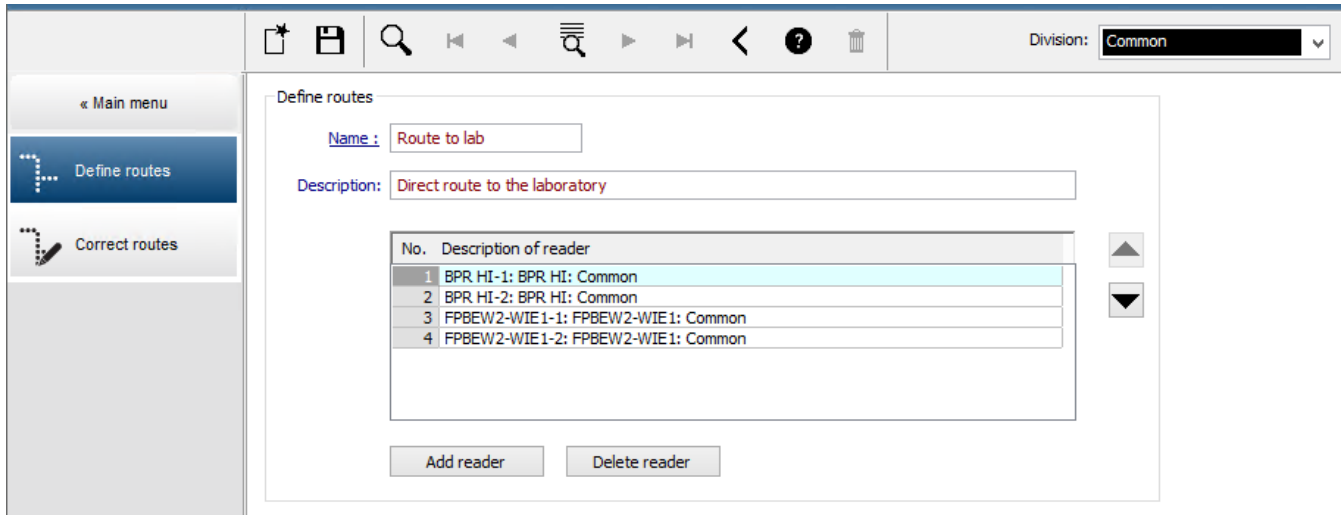 Division: Common
« Main menu
Define routes
Correct routes
Define routes
Name : Route to lab
Description: Direct route to the laboratory
No. Description of reader
1 BPR HI-1: BPR HI: Common
2 BPR HI-2: BPR HI: Common
3 FPBEW2-WIE1-1: FPBEW2-WIE1: Common
4 FPBEW2-WIE1-2: FPBEW2-WIE1: Common
Add reader Delete reader